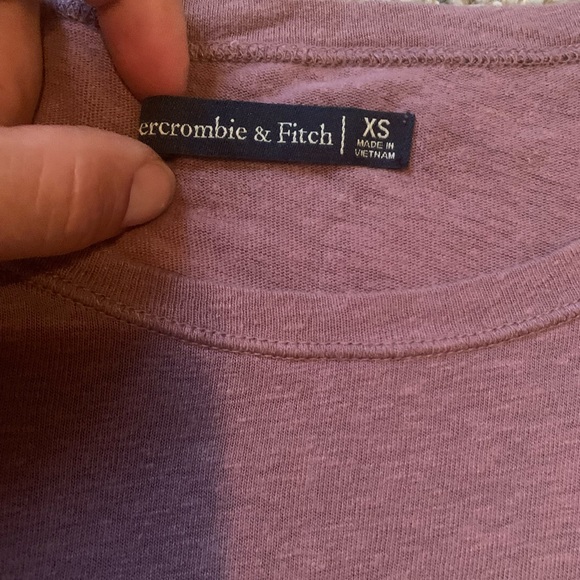 ercrombie & Fitch | XS
MADE IN
VIETNAM